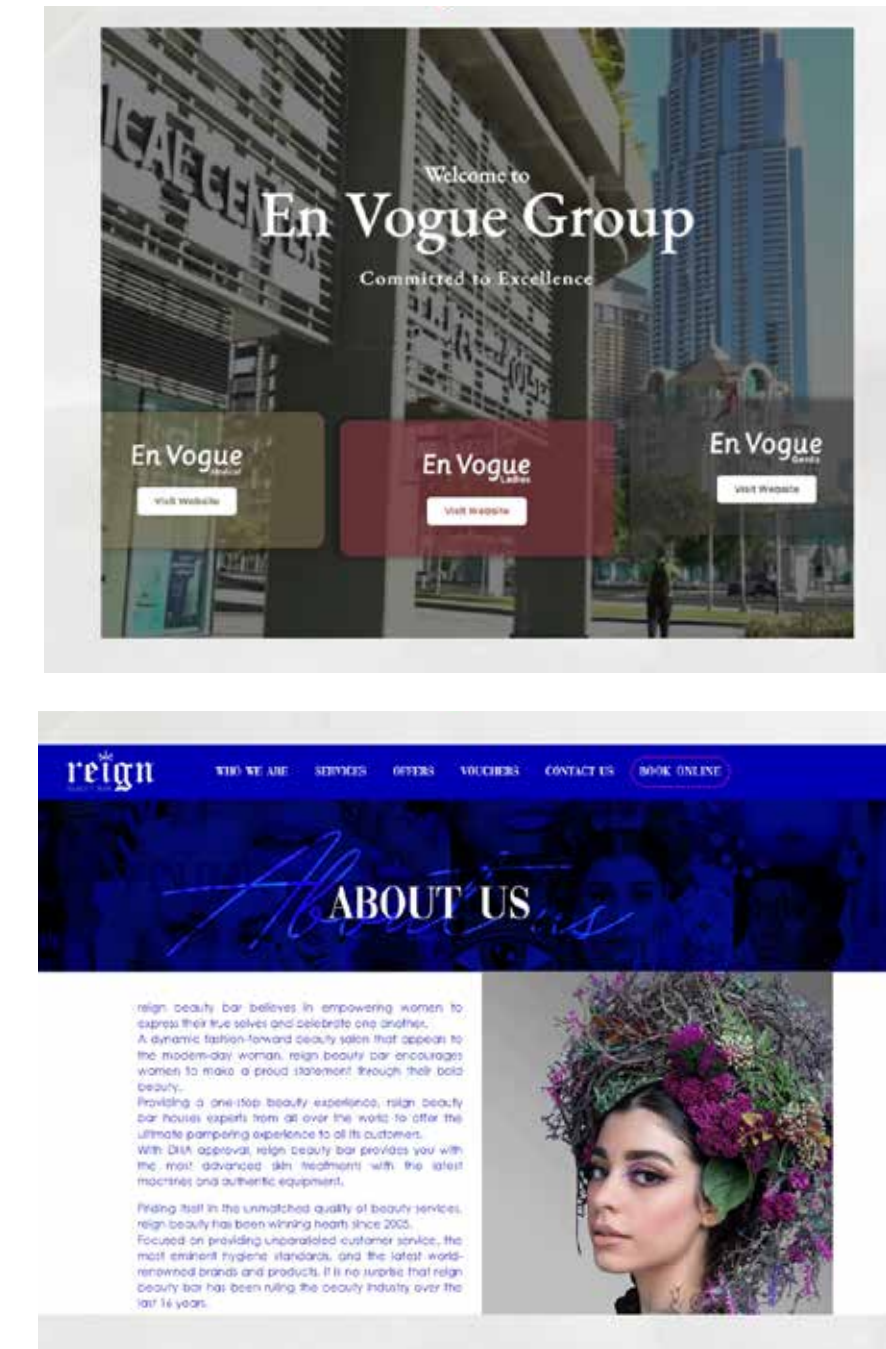 ICAL CEN
Welcome to
En Vogue Group
Committed to Excellence
En Vogue
Medical
Visit Website
En Vogue
Ladies
Visit Website
En Vogue
Gents
Visit Website
reign
BEAUTY BAR
WHO WE ARE
SERVICES
OFFERS
VOUCHERS
CONTACT US
BOOK ONLINE
About us
ABOUT US
reign beauty bar believes in empowering women to
express their true selves and celebrate one another.
A dynamic fashion-forward beauty salon that appeals to
the modern-day woman, reign beauty bar encourages
women to make a proud statement through their bold
beauty.
Providing a one-stop beauty experience, reign beauty
bar houses experts from all over the world to offer the
ultimate pampering experience to all its customers.
With DHA approval, reign beauty bar provides you with
the most advanced skin treatments with the latest
machines and authentic equipment.
Priding itself in the unmatched quality of beauty services,
reign beauty has been winning hearts since 2005.
Focused on providing unparalleled customer service, the
most eminent hygiene standards, and the latest world-
renowned brands and products, it is no surprise that reign
beauty bar has been ruling the beauty industry over the
last 16 years.